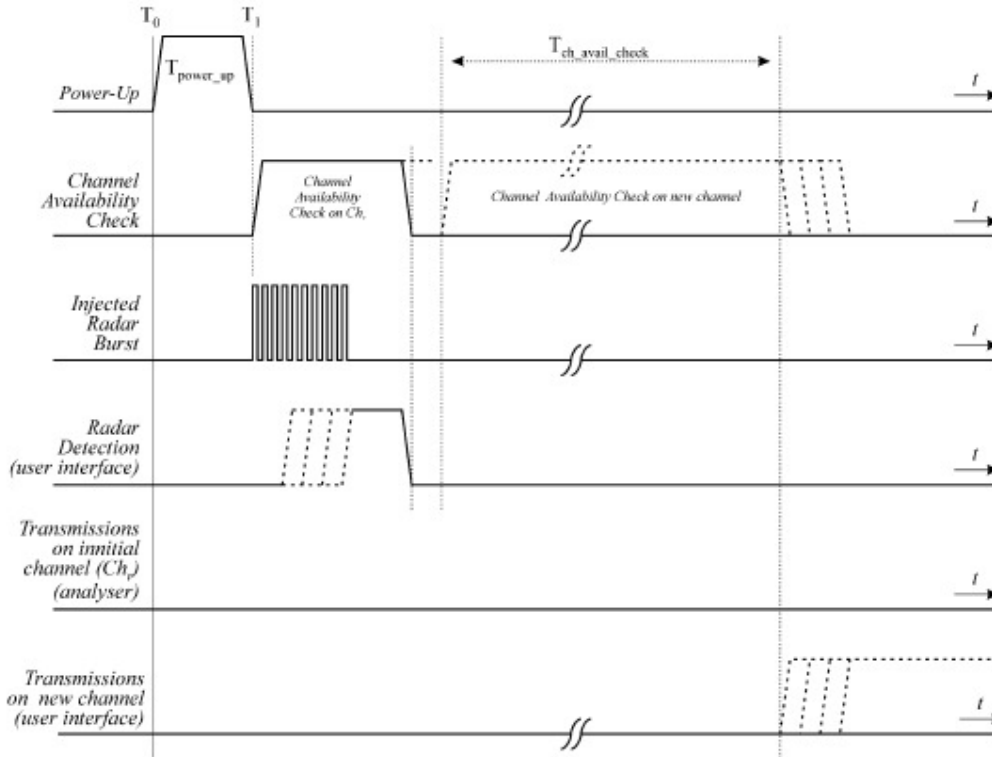 T0 T1
Tch_avail_check
Tpower_up
Power-Up
t
Channel
Availability
Check
Channel
Availability
Check on Chr
Channel Availability Check on new channel
t
Injected
Radar
Burst
t
Radar
Detection
(user interface)
t
Transmissions
on innitial
channel (Chr)
(analyser)
t
Transmissions
on new channel
(user interface)
t